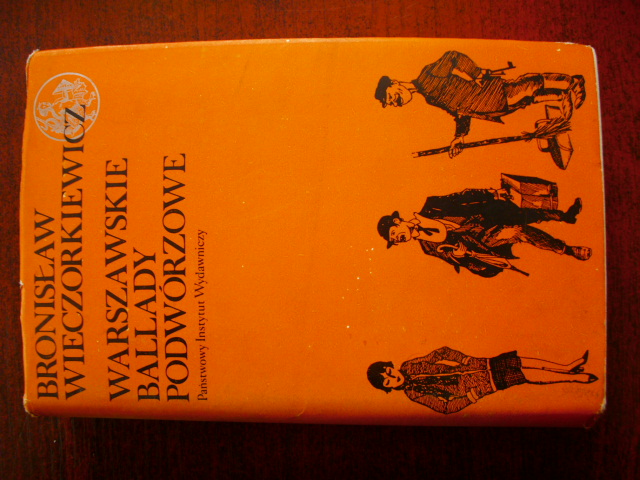 BRONISŁAW
WIECZORKIEWICZ
WARSZAWSKIE
BALLADY
PODWÓRZOWE
Państwowy Instytut Wydawniczy